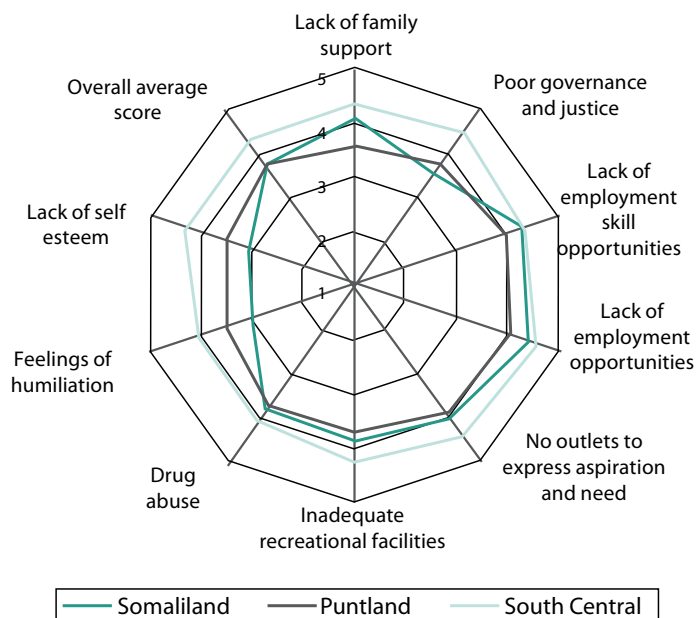 Lack of family
support
Poor governance
and justice
Lack of
employment
skill
opportunities
Lack of
employment
opportunities
No outlets to
express aspiration
and need
Inadequate
recreational facilities
Drug
abuse
Feelings of
humiliation
Lack of self
esteem
Overall average
score
5
4
3
2
1
Somaliland
Puntland
South Central